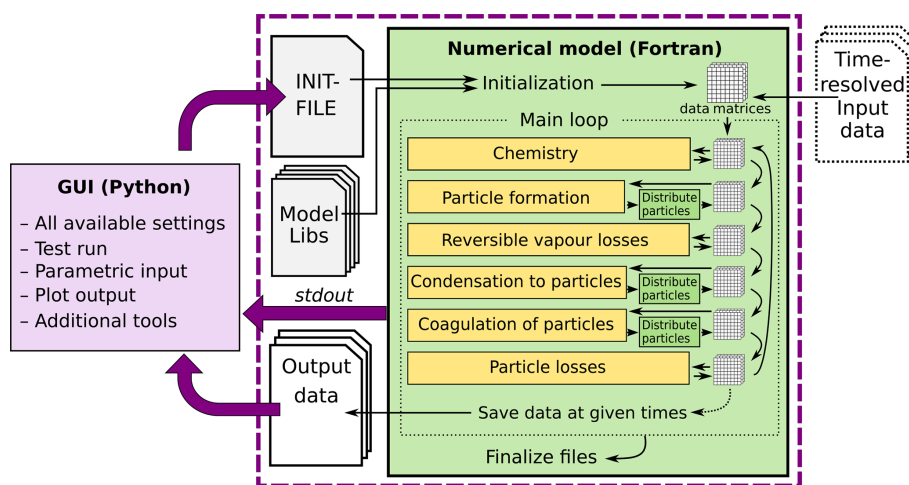 Numerical model (Fortran)
INIT-
FILE
Initialization
data matrices
Time-
resolved
Input
data
Main loop
Chemistry
GUI (Python)
– All available settings
– Test run
– Parametric input
– Plot output
– Additional tools
Model
Libs
Particle formation
Distribute
particles
Reversible vapour losses
Condensation to particles
Distribute
particles
stdout
Coagulation of particles
Distribute
particles
Output
data
Particle losses
Save data at given times
Finalize files